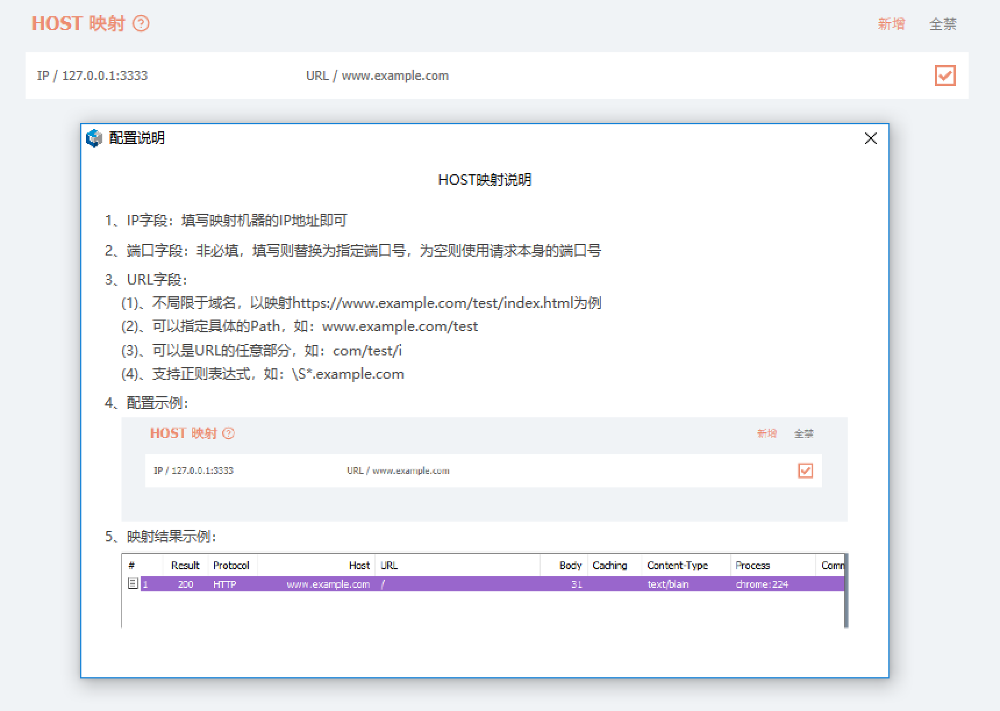 HOST 映射 ?
新增 全禁
IP / 127.0.0.1:3333 URL / www.example.com
配置说明
HOST映射说明
1、IP字段：填写映射机器的IP地址即可
2、端口字段：非必填，填写则替换为指定端口号，为空则使用请求本身的端口号
3、URL字段：
(1)、不局限于域名，以映射https://www.example.com/test/index.html为例
(2)、可以指定具体的Path，如：www.example.com/test
(3)、可以是URL的任意部分，如：com/test/i
(4)、支持正则表达式，如：\S*.example.com
4、配置示例：
HOST 映射 ?
新增 全禁
IP / 127.0.0.1:3333 URL / www.example.com
5、映射结果示例：
# Result Protocol Host URL Body Caching Content-Type Process Comm
1 200 HTTP www.example.com / 31 text/blain chrome:224